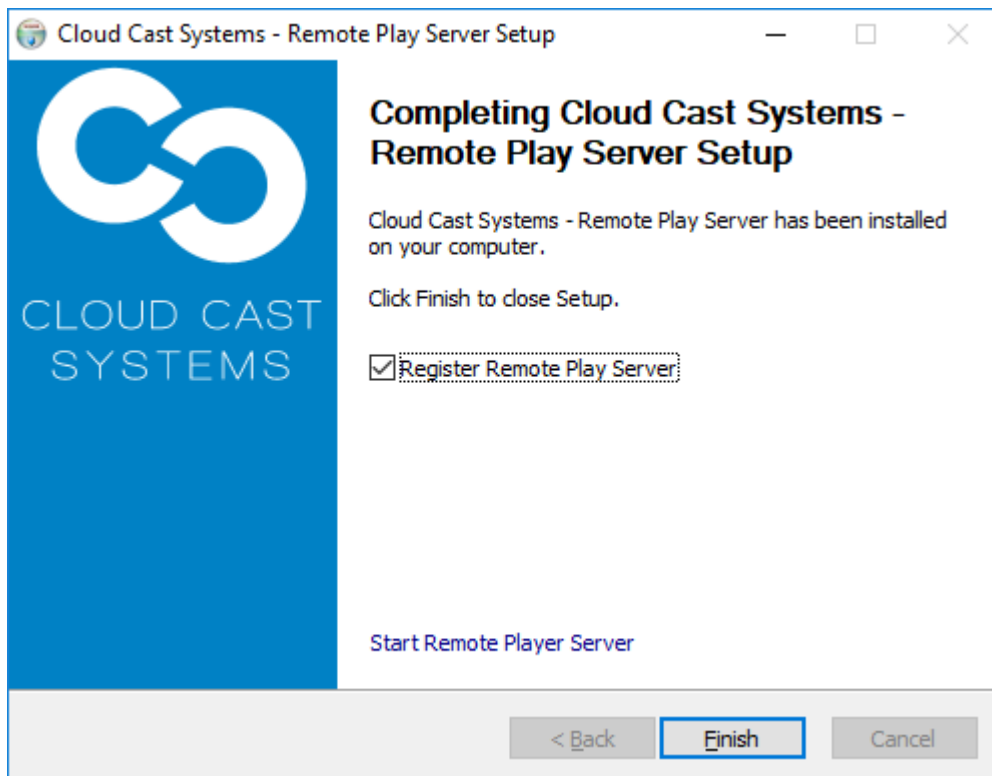 Cloud Cast Systems - Remote Play Server Setup
CLOUD CAST
SYSTEMS
Completing Cloud Cast Systems -
Remote Play Server Setup
Cloud Cast Systems - Remote Play Server has been installed
on your computer.
Click Finish to close Setup.
Register Remote Play Server
Start Remote Player Server
< Back
Finish
Cancel